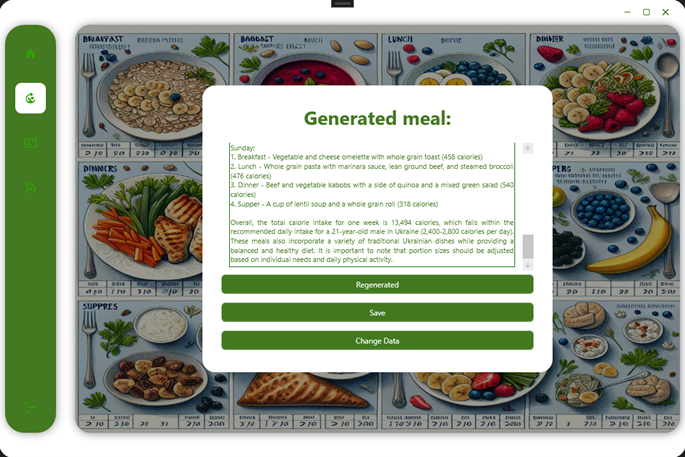 BREAKFAST
LUNCH
DINNER
Generated meal:
Sunday:
1. Breakfast - Vegetable and cheese omelette with whole grain toast (458 calories)
2. Lunch - Whole grain pasta with marinara sauce, lean ground beef, and steamed broccoli
(476 calories)
3. Dinner - Beef and vegetable kabobs with a side of quinoa and a mixed green salad (540
calories)
4. Supper - A cup of lentil soup and a whole grain roll (318 calories)
Overall, the total calorie intake for one week is 13,494 calories, which falls within the
recommended daily intake for a 21-year-old male in Ukraine (2,400-2,800 calories per day).
These meals also incorporate a variety of traditional Ukrainian dishes while providing a
balanced and healthy diet. It is important to note that portion sizes should be adjusted
based on individual needs and daily physical activity.
DINNERS
SUPPRES
Regenerated
Save
Change Data